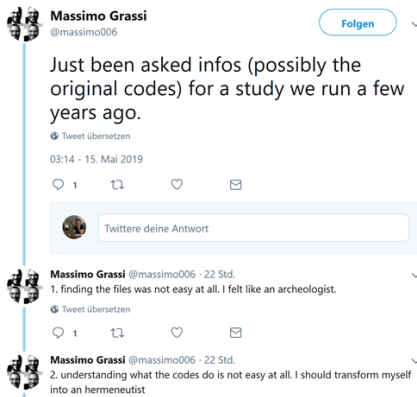 Massimo Grassi
@massimo006
Folgen
Just been asked infos (possibly the
original codes) for a study we run a few
years ago.
Tweet übersetzen
03:14 - 15. Mai 2019
1
Twittere deine Antwort
Massimo Grassi @massimo006 · 22 Std.
1. finding the files was not easy at all. I felt like an archeologist.
Tweet übersetzen
1
Massimo Grassi @massimo006 · 22 Std.
2. understanding what the codes do is not easy at all. I should transform myself
into an hermeneutist